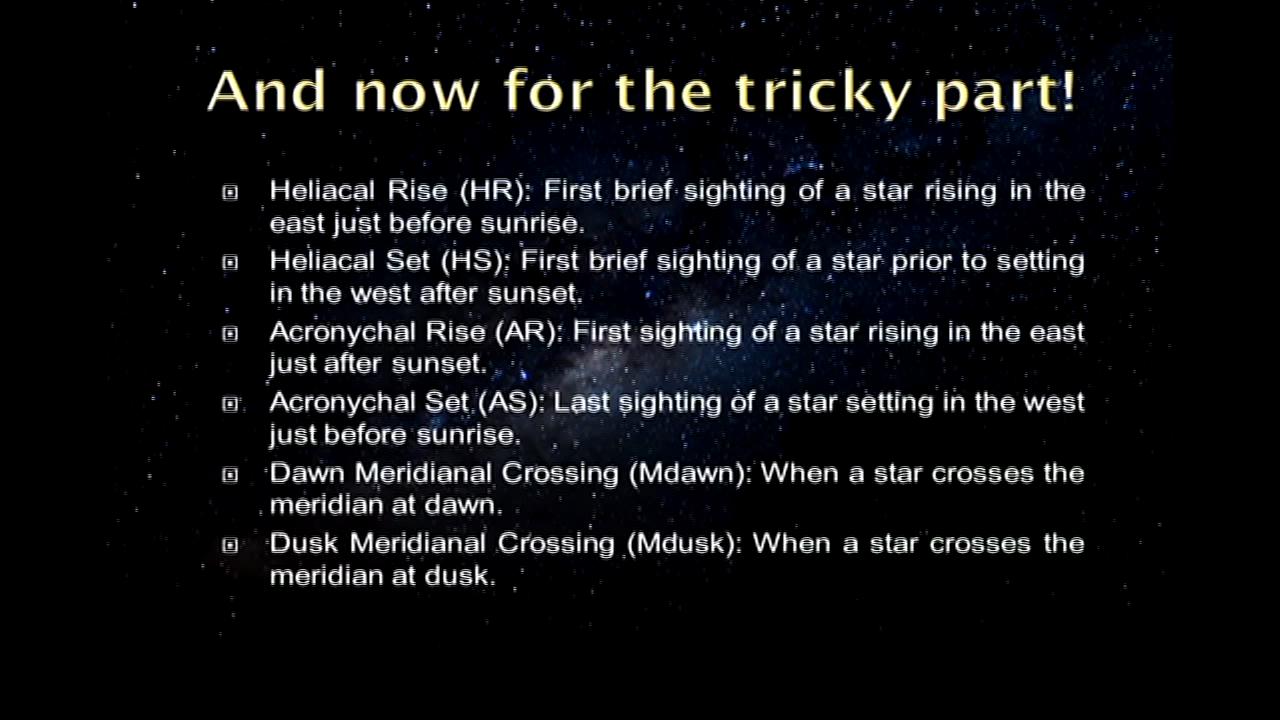 And now for the tricky part!
Heliacal Rise (HR): First brief sighting of a star rising in the
east just before sunrise.
Heliacal Set (HS): First brief sighting of a star prior to setting
in the west after sunset.
Acronychal Rise (AR): First sighting of a star rising in the east
just after sunset.
Acronychal Set (AS): Last sighting of a star setting in the west
just before sunrise.
Dawn Meridianal Crossing (Mdawn): When a star crosses the
meridian at dawn.
Dusk Meridianal Crossing (Mdusk): When a star crosses the
meridian at dusk.